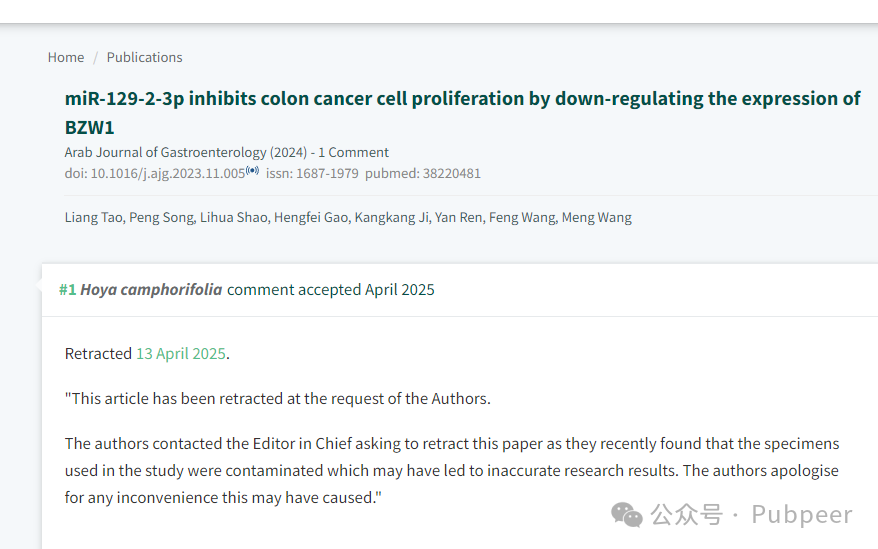 Home / Publications
miR-129-2-3p inhibits colon cancer cell proliferation by down-regulating the expression of
BZW1
Arab Journal of Gastroenterology (2024) - 1 Comment
doi: 10.1016/j.ajg.2023.11.005 issn: 1687-1979 pubmed: 38220481
Liang Tao, Peng Song, Lihua Shao, Hengfei Gao, Kangkang Ji, Yan Ren, Feng Wang, Meng Wang
#1 Hoya camphorifolia comment accepted April 2025
Retracted 13 April 2025.
"This article has been retracted at the request of the Authors.
The authors contacted the Editor in Chief asking to retract this paper as they recently found that the specimens
used in the study were contaminated which may have led to inaccurate research results. The authors apologise
for any inconvenience this may have caused."
公众号 · Pubpeer